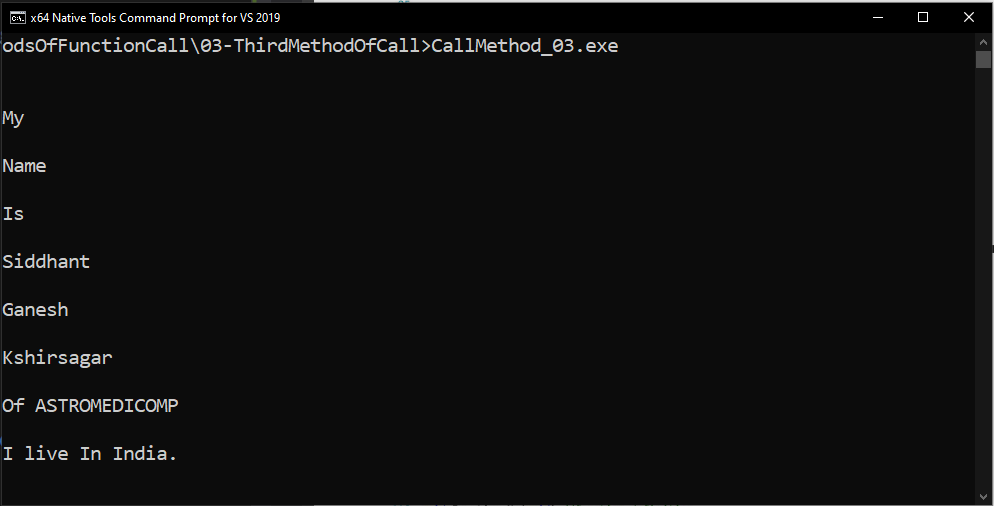 x64 Native Tools Command Prompt for VS 2019
odsOfFunctionCall\03-ThirdMethodOfCall>CallMethod_03.exe
My
Name
Is
Siddhant
Ganesh
Kshirsagar
Of ASTROMEDICOMP
I live In India.